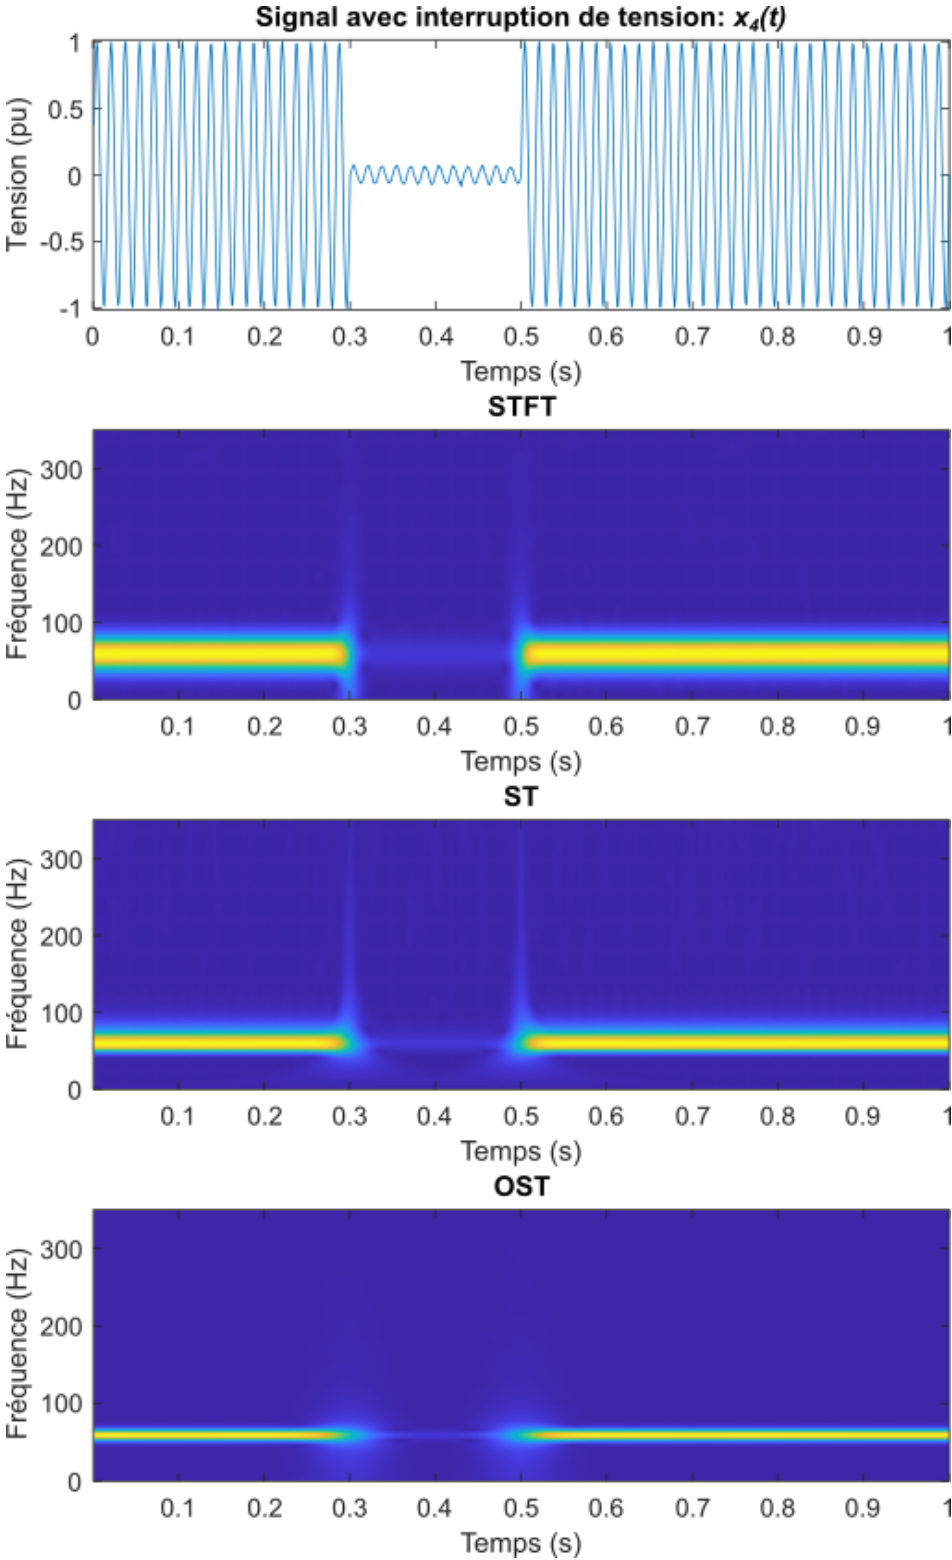 Signal avec interruption de tension: x₄(t)
1
0.5
0
-0.5
-1
Tension (pu)
0 0.1 0.2 0.3 0.4 0.5 0.6 0.7 0.8 0.9 1
Temps (s)
STFT
300
200
100
0
Fréquence (Hz)
0.1 0.2 0.3 0.4 0.5 0.6 0.7 0.8 0.9 1
Temps (s)
ST
300
200
100
0
Fréquence (Hz)
0.1 0.2 0.3 0.4 0.5 0.6 0.7 0.8 0.9 1
Temps (s)
OST
300
200
100
0
Fréquence (Hz)
0.1 0.2 0.3 0.4 0.5 0.6 0.7 0.8 0.9 1
Temps (s)